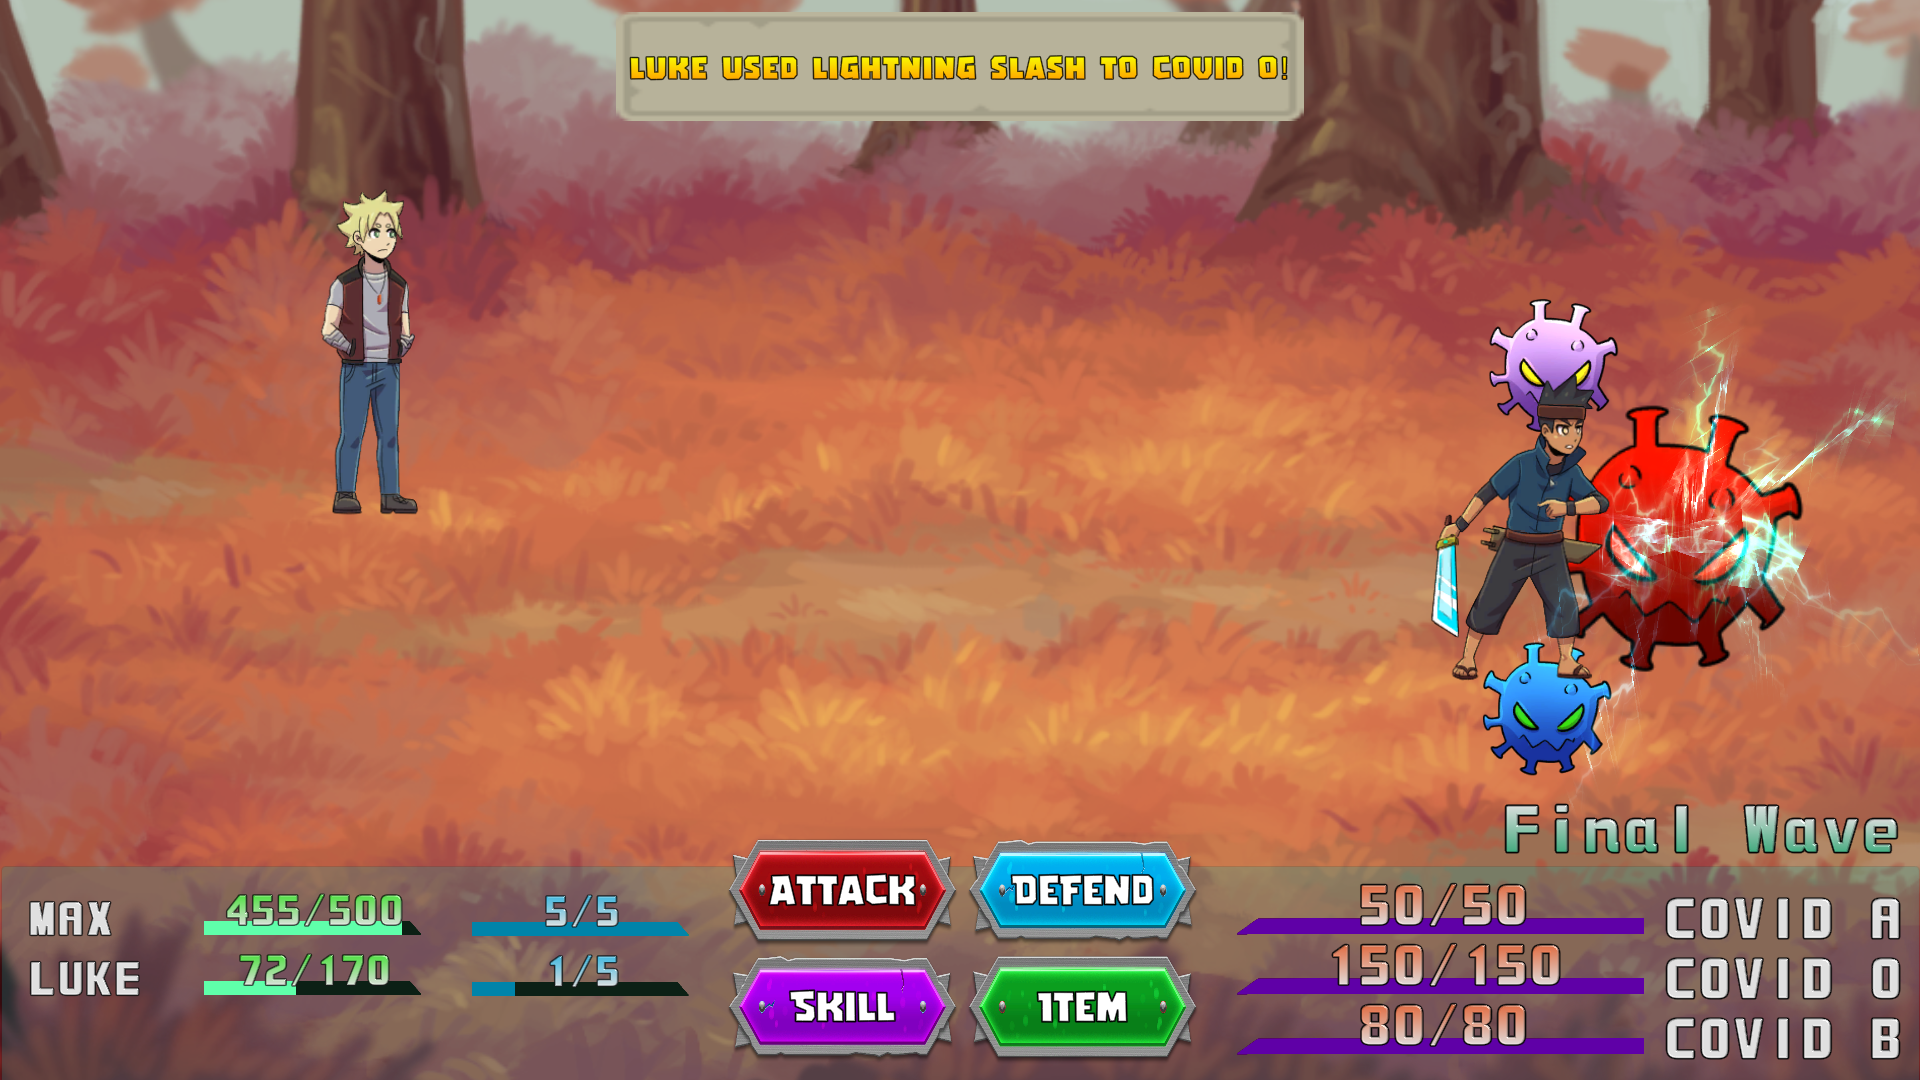 LUKE USED LIGHTNING SLASH TO COVID O!
Final Wave
MAX 455/500 5/5
LUKE 72/170 1/5
ATTACK DEFEND
SKILL ITEM
50/50 COVID A
150/150 COVID O
80/80 COVID B